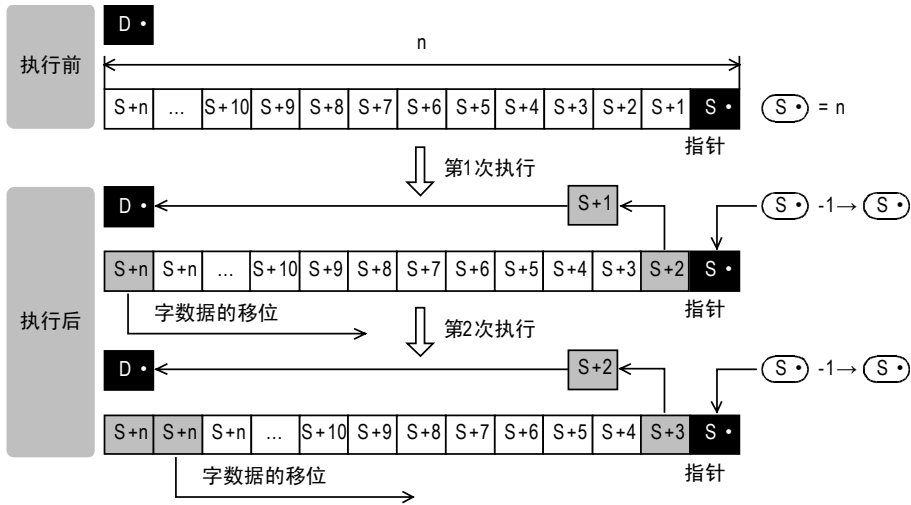 执行前
D・
n
S+n ... S+10 S+9 S+8 S+7 S+6 S+5 S+4 S+3 S+2 S+1 S・ S・ = n
指针
第1次执行
执行后
D・ S+1 S・ -1→ S・
S+n S+n ... S+10 S+9 S+8 S+7 S+6 S+5 S+4 S+3 S+2 S・
字数据的移位 指针
第2次执行
D・ S+2 S・ -1→ S・
S+n S+n S+n ... S+10 S+9 S+8 S+7 S+6 S+5 S+4 S+3 S・
字数据的移位 指针